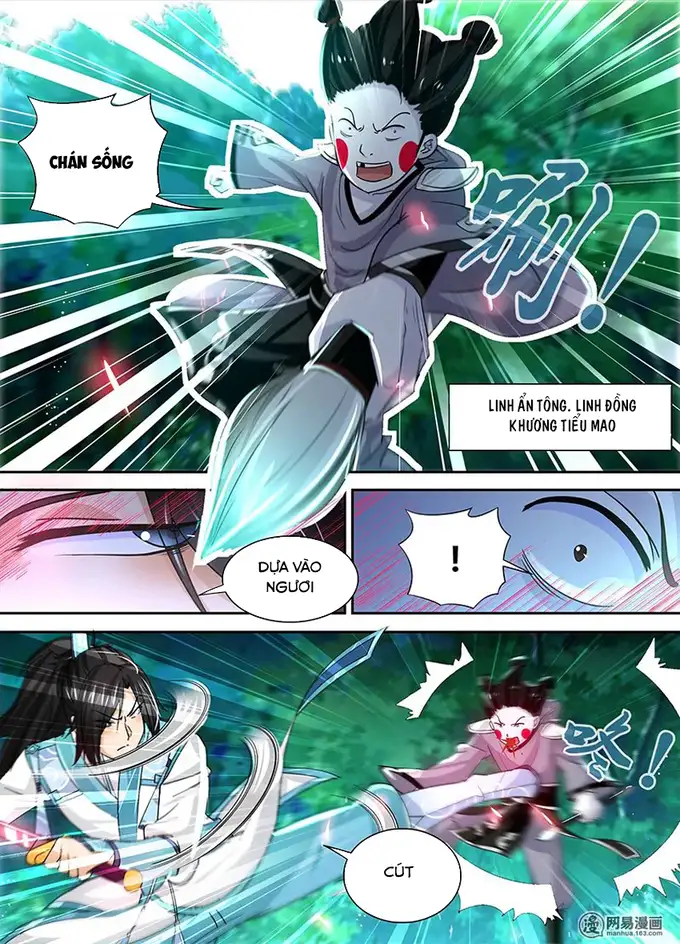 CHÁN SỐNG
唰!
LINH ẨN TÔNG. LINH ĐỒNG
KHƯƠNG TIỂU MAO
DỰA VÀO
NGƯƠI
!
CÚT
网易漫画
manhua.163.com